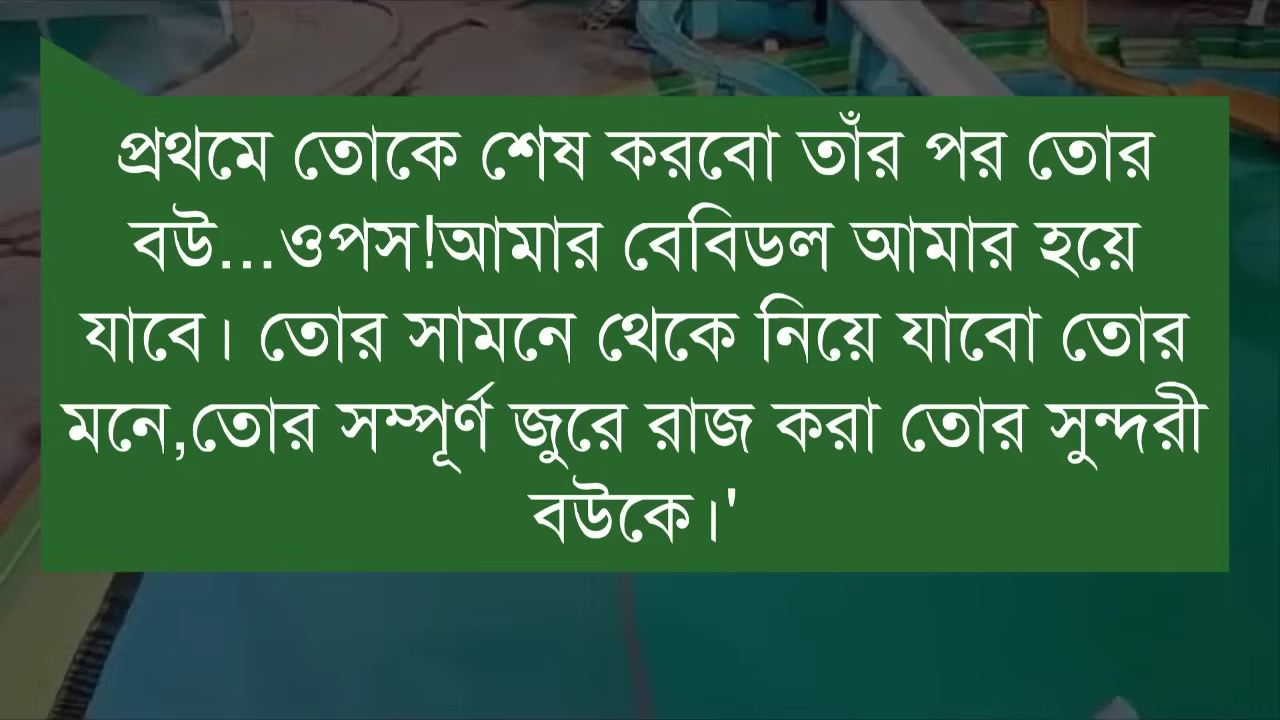 প্রথমে তোকে শেষ করবো তাঁর পর তোর
বউ...ওপস!আমার বেবিডল আমার হয়ে
যাবে। তোর সামনে থেকে নিয়ে যাবো তোর
মনে,তোর সম্পূর্ণ জুরে রাজ করা তোর সুন্দরী
বউকে।'